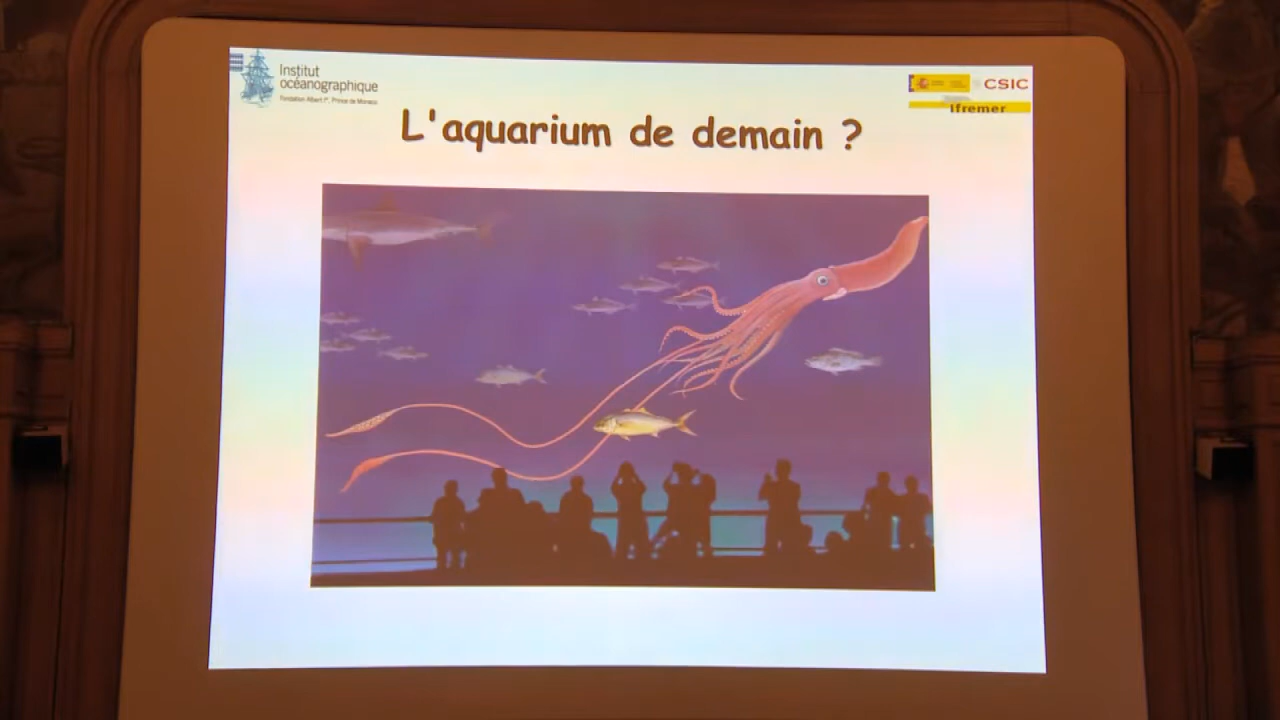 Institut
océanographique
Fondation Albert Iᵉʳ, Prince de Monaco
CSIC
ifremer
L'aquarium de demain ?